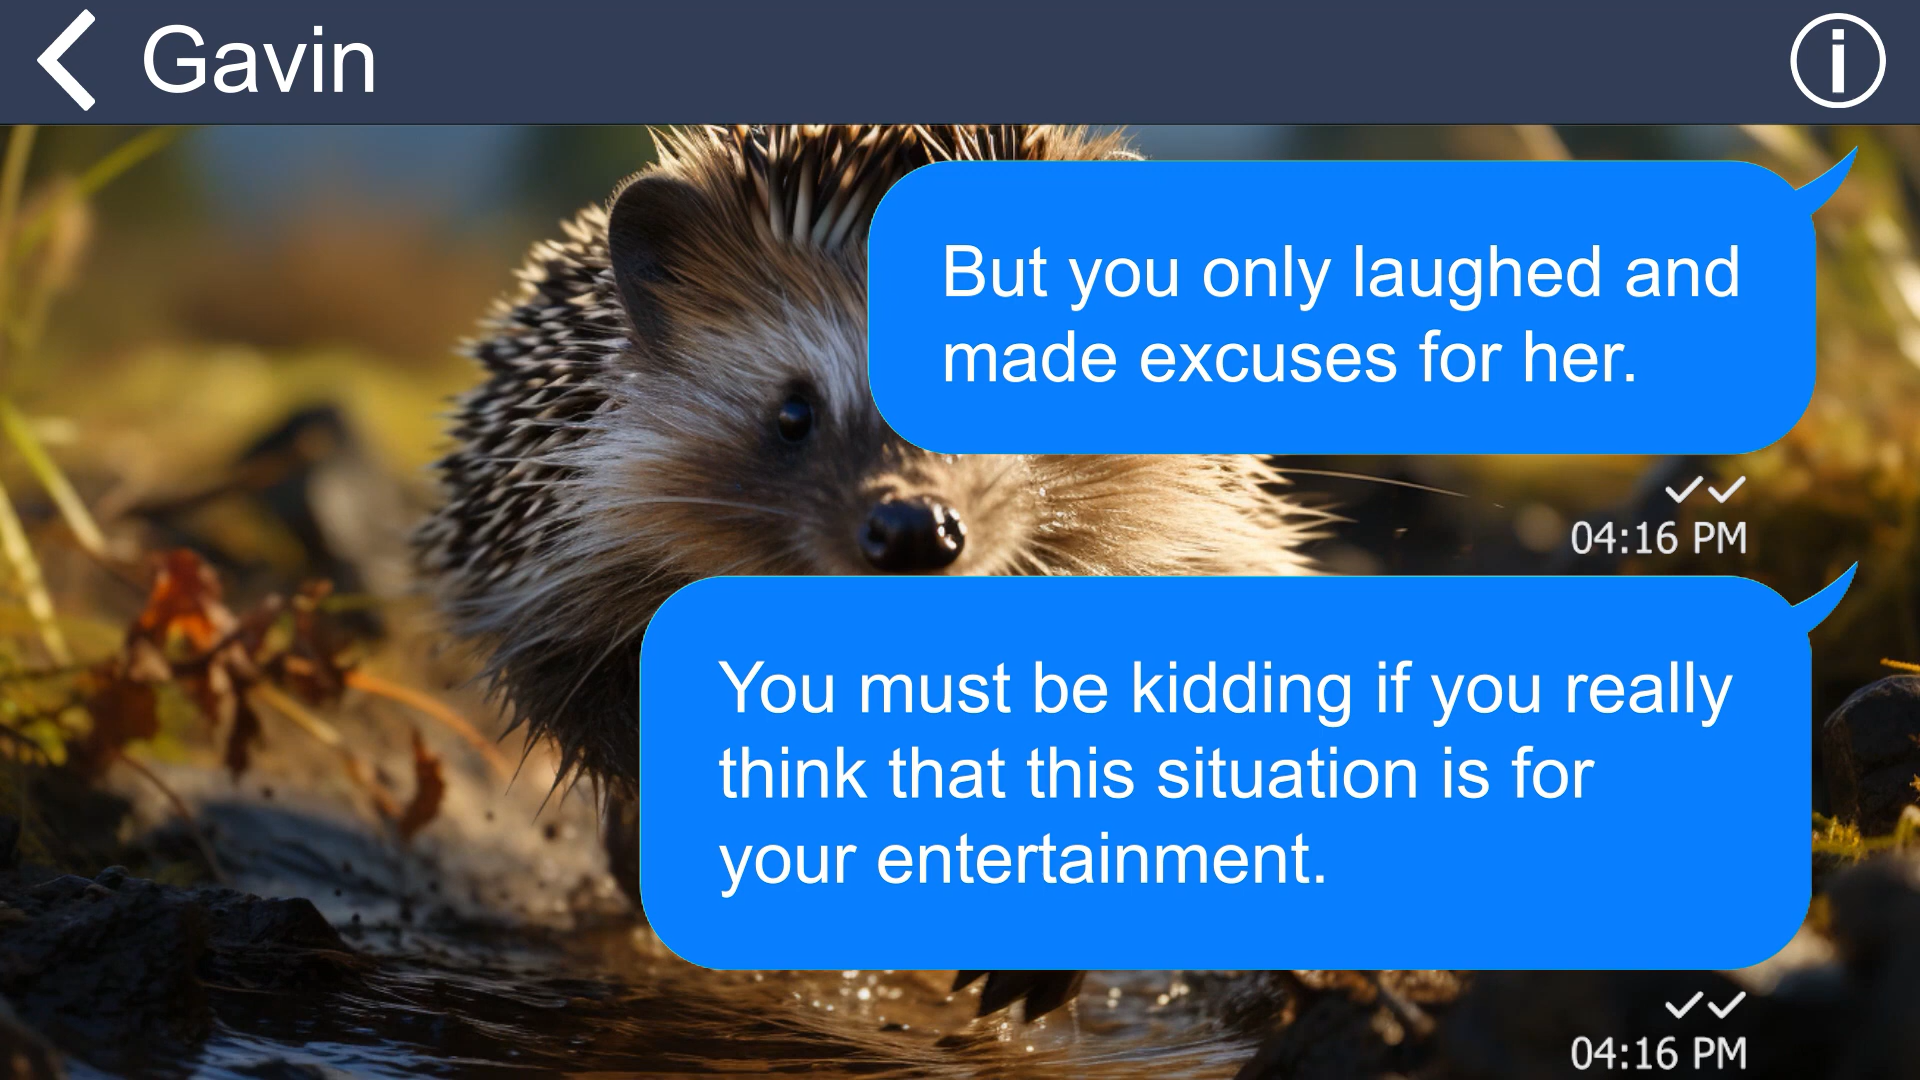 Gavin
But you only laughed and
made excuses for her.
04:16 PM
You must be kidding if you really
think that this situation is for
your entertainment.
04:16 PM